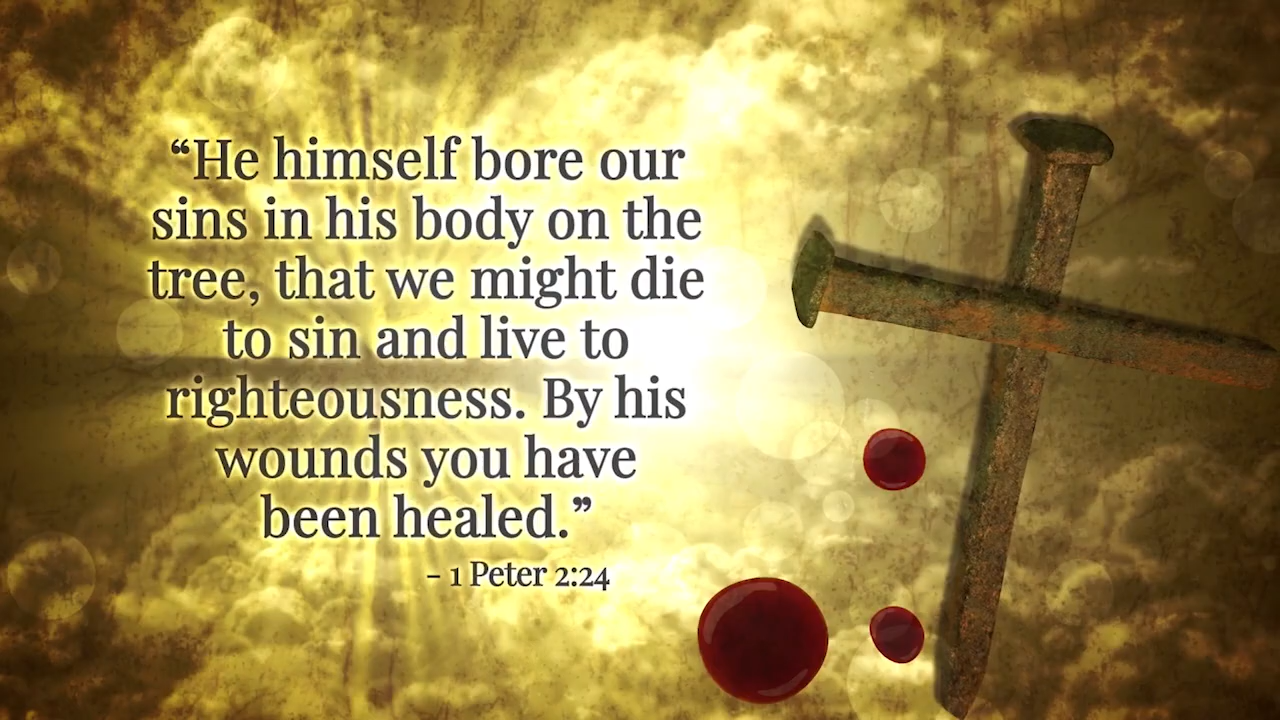 “He himself bore our
sins in his body on the
tree, that we might die
to sin and live to
righteousness. By his
wounds you have
been healed.”
- 1 Peter 2:24